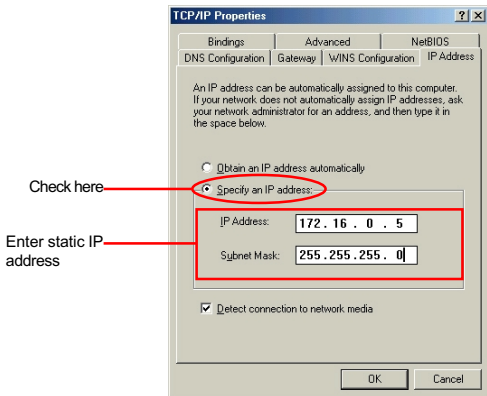 TCP/IP Properties
? x
Bindings Advanced NetBIOS
DNS Configuration Gateway WINS Configuration IP Address
An IP address can be automatically assigned to this computer.
If your network does not automatically assign IP addresses, ask
your network administrator for an address, and then type it in
the space below.
Obtain an IP address automatically
Check here
Specify an IP address:
IP Address: 172.16.0.5
Enter static IP
address
Subnet Mask: 255.255.255.0
Detect connection to network media
OK Cancel